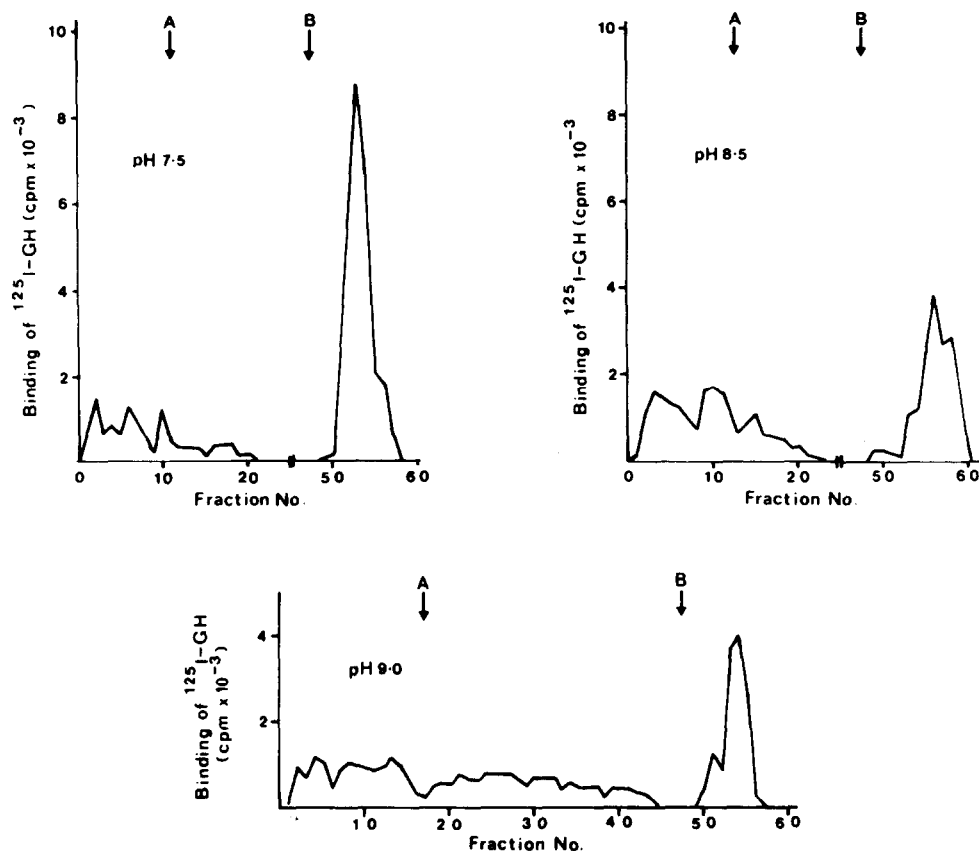 A
B
10
8
6
4
2
pH 7·5
Binding of ¹²⁵I-GH (cpm x 10⁻³)
0
10
20
50
60
Fraction No.
A
B
10
8
6
4
2
pH 8·5
Binding of ¹²⁵I-GH (cpm x 10⁻³
0
10
20
50
60
Fraction No.
A
B
4
2
pH 9·0
Binding of ¹²⁵I-GH
(cpm x 10⁻³)
10
20
30
40
50
60
Fraction No.